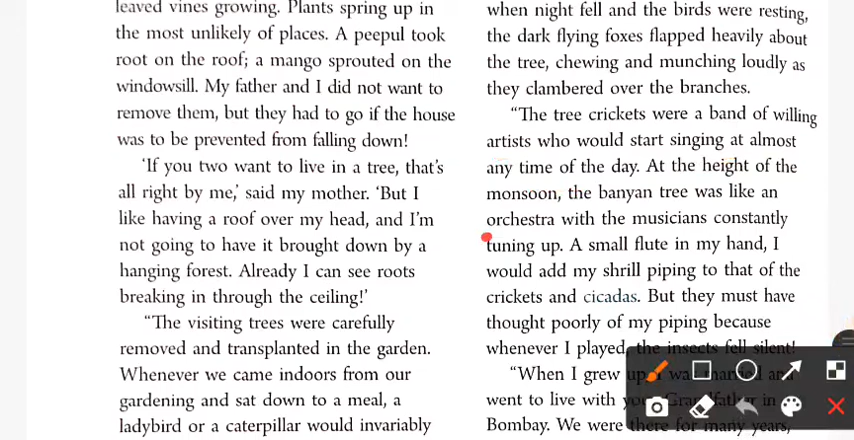 leaved vines growing. Plants spring up in
the most unlikely of places. A peepul took
root on the roof; a mango sprouted on the
windowsill. My father and I did not want to
remove them, but they had to go if the house
was to be prevented from falling down!
‘If you two want to live in a tree, that’s
all right by me,’ said my mother. ‘But I
like having a roof over my head, and I’m
not going to have it brought down by a
hanging forest. Already I can see roots
breaking in through the ceiling!’
“The visiting trees were carefully
removed and transplanted in the garden.
Whenever we came indoors from our
gardening and sat down to a meal, a
ladybird or a caterpillar would invariably
when night fell and the birds were resting,
the dark flying foxes flapped heavily about
the tree, chewing and munching loudly as
they clambered over the branches.
“The tree crickets were a band of willing
artists who would start singing at almost
any time of the day. At the height of the
monsoon, the banyan tree was like an
orchestra with the musicians constantly
tuning up. A small flute in my hand, I
would add my shrill piping to that of the
crickets and cicadas. But they must have
thought poorly of my piping because
whenever I played, the insects fell silent!
“When I grew up, I was married and
went to live with your Grandfather in
Bombay. We were there for many years,